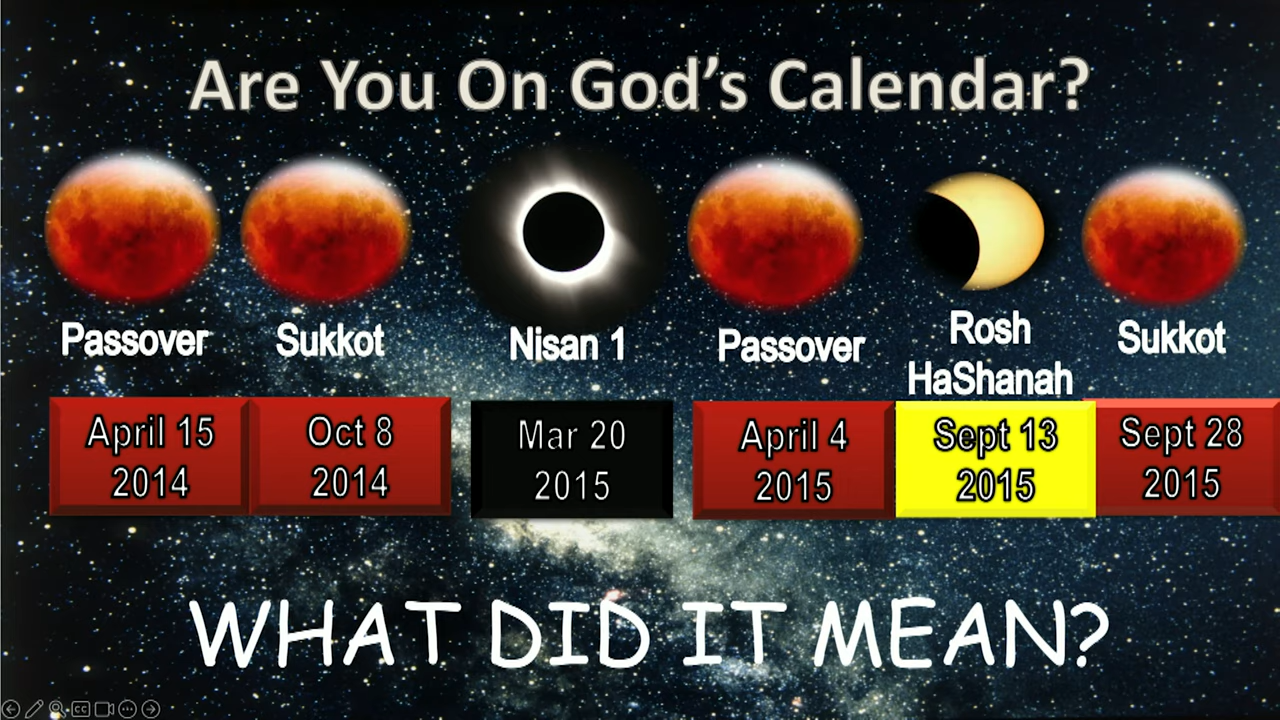 Are You On God's Calendar?
Passover
Sukkot
Nisan 1
Passover
Rosh
HaShanah
Sukkot
April 15
2014
Oct 8
2014
Mar 20
2015
April 4
2015
Sept 13
2015
Sept 28
2015
WHAT DID IT MEAN?
CC